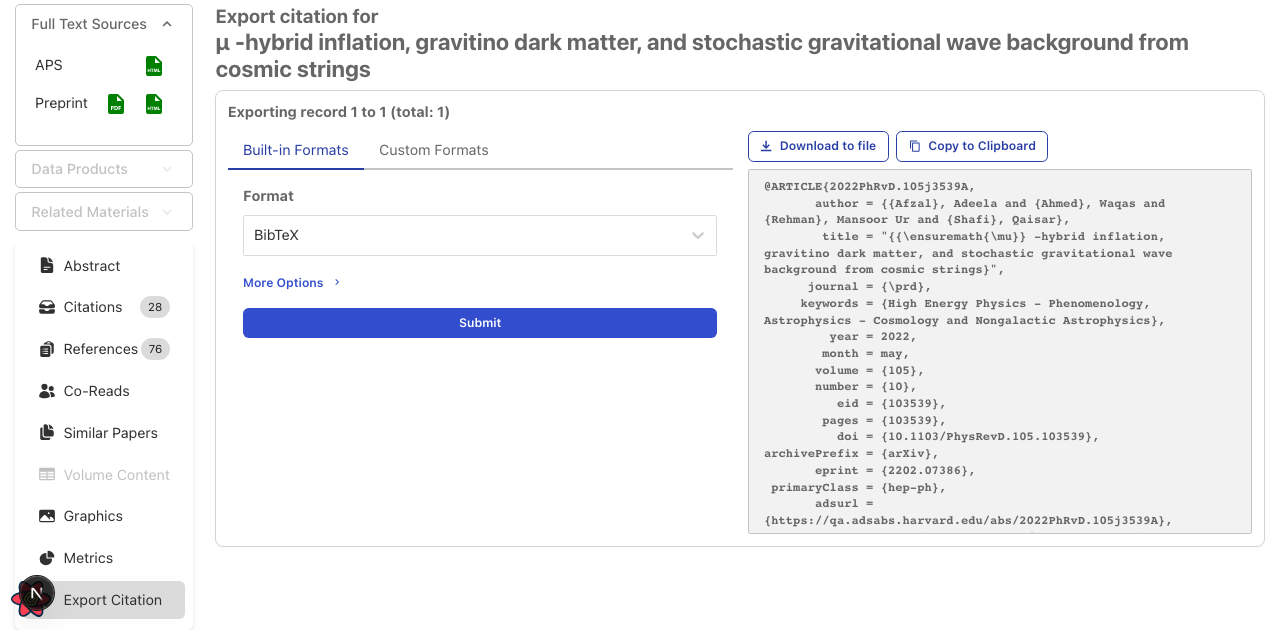 Full Text Sources
APS
HTML
Preprint
PDF
HTML
Data Products
Related Materials
Abstract
Citations 28
References 76
Co-Reads
Similar Papers
Volume Content
Graphics
Metrics
N
Export Citation
Export citation for
μ -hybrid inflation, gravitino dark matter, and stochastic gravitational wave background from
cosmic strings
Exporting record 1 to 1 (total: 1)
Built-in Formats
Custom Formats
Format
BibTeX
More Options
Submit
Download to file
Copy to Clipboard
@ARTICLE{2022PhRvD.105j3539A,
author = {{Afzal}, Adeela and {Ahmed}, Waqas and
{Rehman}, Mansoor Ur and {Shafi}, Qaisar},
title = "{{\ensuremath{\mu}} -hybrid inflation,
gravitino dark matter, and stochastic gravitational wave
background from cosmic strings}",
journal = {\prd},
keywords = {High Energy Physics - Phenomenology,
Astrophysics - Cosmology and Nongalactic Astrophysics},
year = 2022,
month = may,
volume = {105},
number = {10},
eid = {103539},
pages = {103539},
doi = {10.1103/PhysRevD.105.103539},
archivePrefix = {arXiv},
eprint = {2202.07386},
primaryClass = {hep-ph},
adsurl =
{https://qa.adsabs.harvard.edu/abs/2022PhRvD.105j3539A},